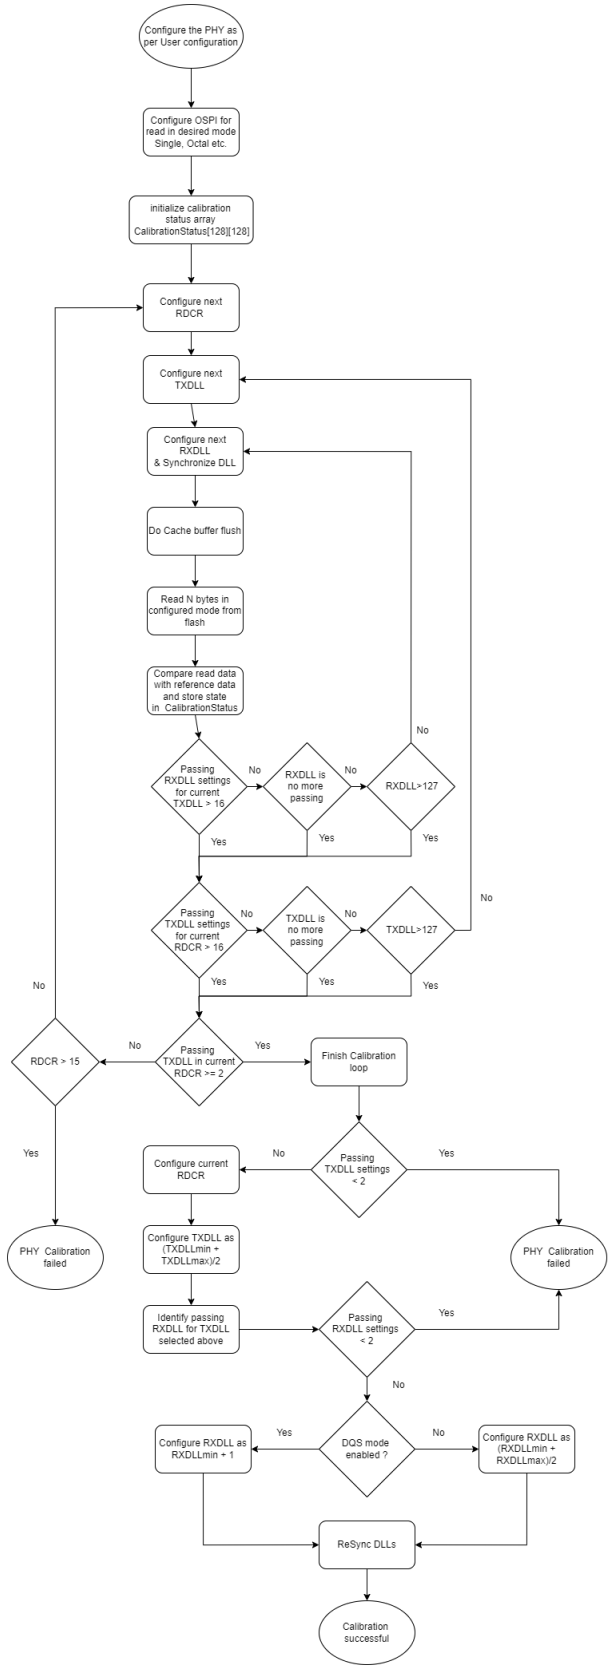 Configure the PHY as
per User configuration
Configure OSPI for
read in desired mode
Single, Octal etc.
initialize calibration
status array
CalibrationStatus[128][128]
Configure next
RDCR
Configure next
TXDLL
Configure next
RXDLL
& Synchronize DLL
Do Cache buffer flush
Read N bytes in
configured mode from
flash
Compare read data
with reference data
and store state
in CalibrationStatus
No
Passing
RXDLL settings
for current
TXDLL > 16
No
RXDLL is
no more
passing
No
RXDLL>127
Yes
Yes
Yes
Passing
TXDLL settings
for current
RDCR > 16
No
TXDLL is
no more
passing
No
TXDLL>127
No
Yes
Yes
Yes
No
RDCR > 15
No
Passing
TXDLL in current
RDCR >= 2
Yes
Finish Calibration
loop
Yes
Configure current
RDCR
No
Passing
TXDLL settings
< 2
Yes
PHY Calibration
failed
Configure TXDLL as
(TXDLLmin +
TXDLLmax)/2
PHY Calibration
failed
Identify passing
RXDLL for TXDLL
selected above
Passing
RXDLL settings
< 2
Yes
No
Configure RXDLL as
RXDLLmin + 1
Yes
DQS mode
enabled ?
No
Configure RXDLL as
(RXDLLmin +
RXDLLmax)/2
ReSync DLLs
Calibration
successful